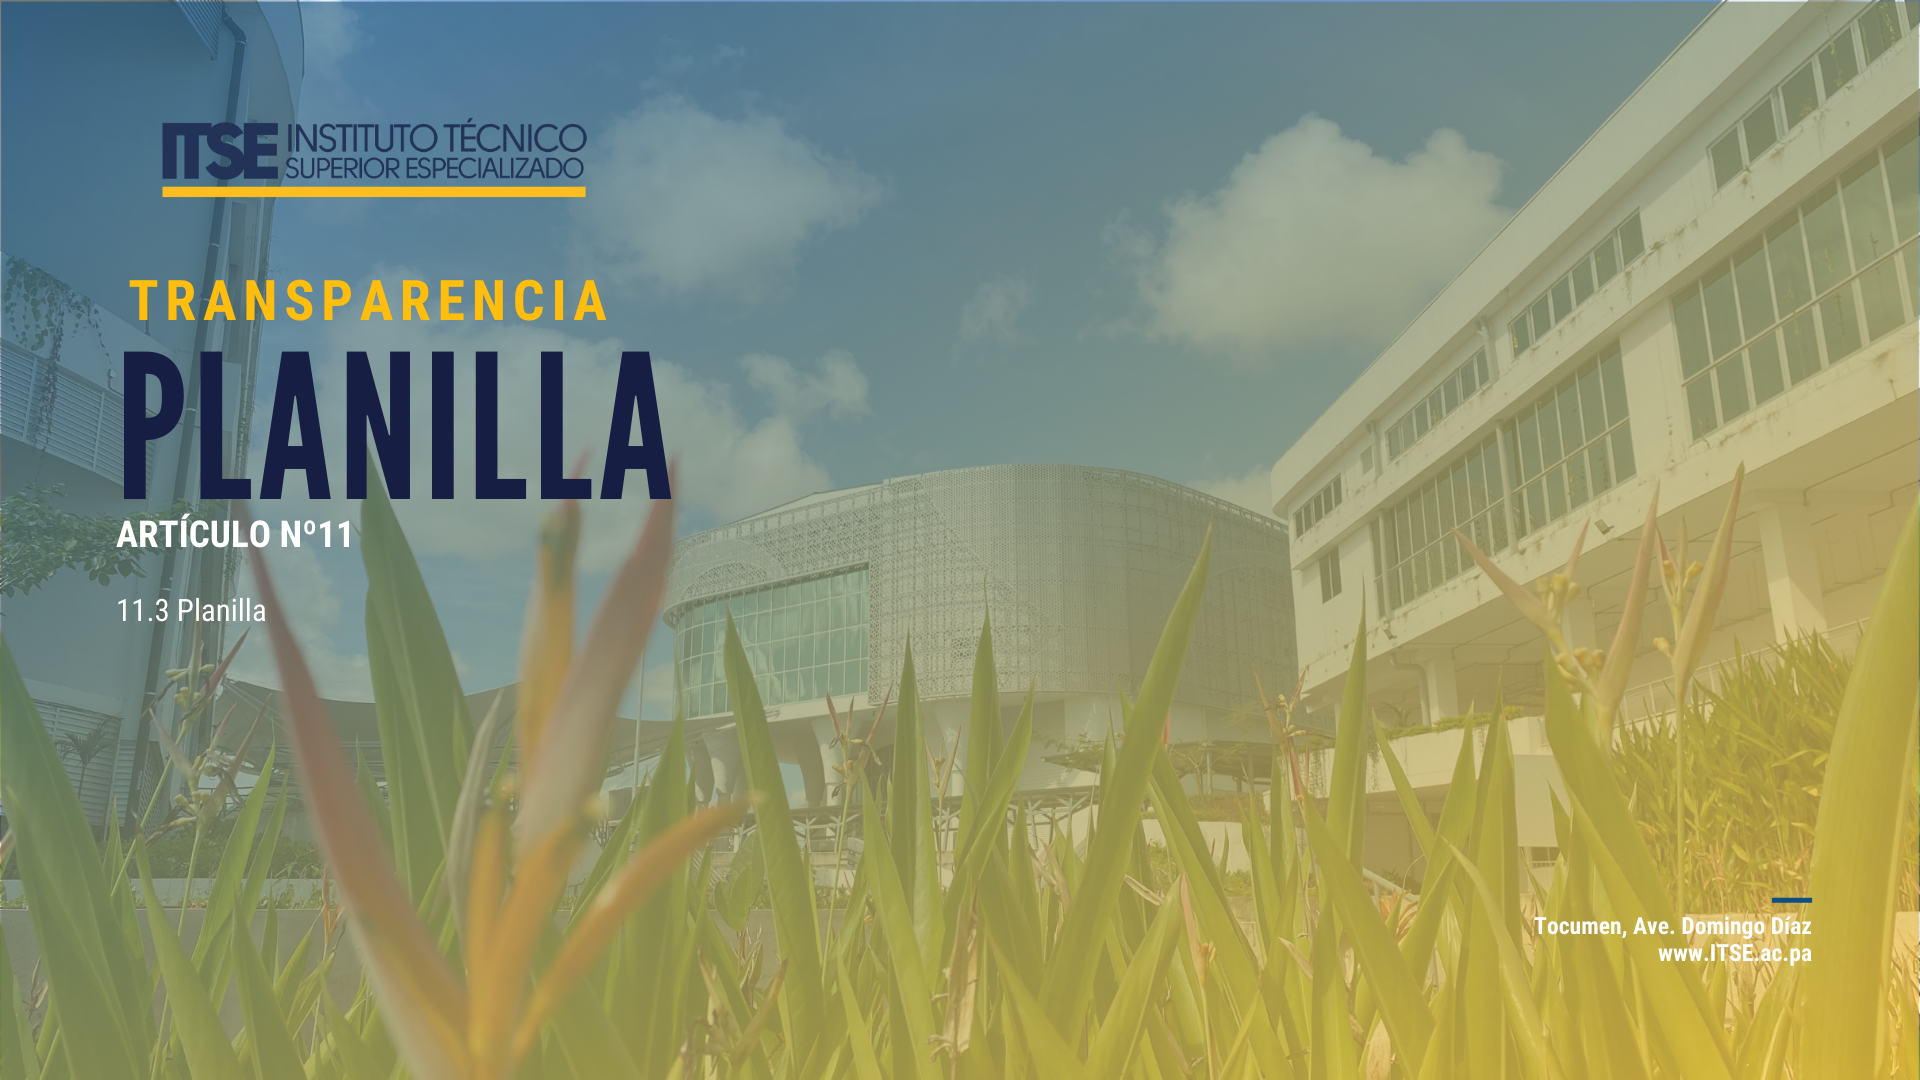 ITSE INSTITUTO TÉCNICO
SUPERIOR ESPECIALIZADO
TRANSPARENCIA
PLANILLA
ARTÍCULO Nº11
11.3 Planilla
Tocumen, Ave. Domingo Díaz
www.ITSE.ac.pa